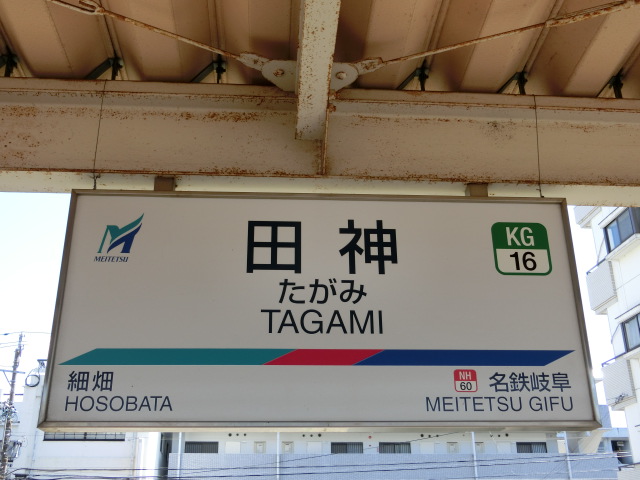 MEITETSU
田神
たがみ
TAGAMI
KG
16
細畑
HOSOBATA
NH
60
名鉄岐阜
MEITETSU GIFU